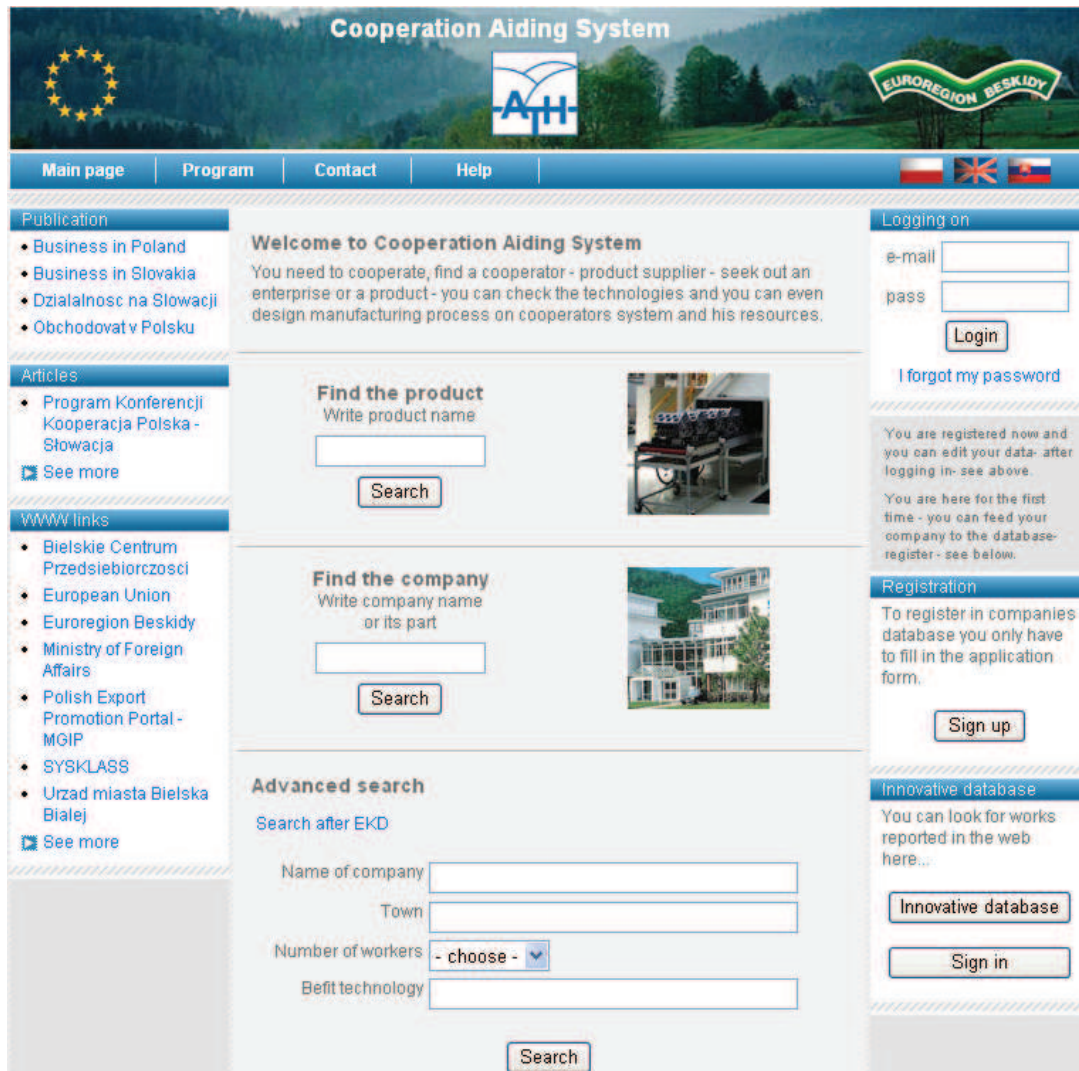 Cooperation Aiding System
ATH
EUROREGION BESKIDY
Main page
Program
Contact
Help
Publication
Business in Poland
Business in Slovakia
Dzialalnosc na Slowacji
Obchodovat v Polsku
Articles
Program Konferencji
Kooperacja Polska -
Słowacja
See more
WWW links
Bielskie Centrum
Przedsiebiorczosci
European Union
Euroregion Beskidy
Ministry of Foreign
Affairs
Polish Export
Promotion Portal -
MGIP
SYSKLASS
Urzad miasta Bielska
Bialej
See more
Welcome to Cooperation Aiding System
You need to cooperate, find a cooperator - product supplier - seek out an
enterprise or a product - you can check the technologies and you can even
design manufacturing process on cooperators system and his resources.
Find the product
Write product name
Search
Find the company
Write company name
or its part
Search
Advanced search
Search after EKD
Name of company
Town
Number of workers
- choose -
Befit technology
Search
Logging on
e-mail
pass
Login
I forgot my password
You are registered now and
you can edit your data- after
logging in- see above.
You are here for the first
time - you can feed your
company to the database-
register - see below.
Registration
To register in companies
database you only have
to fill in the application
form.
Sign up
Innovative database
You can look for works
reported in the web
here...
Innovative database
Sign in